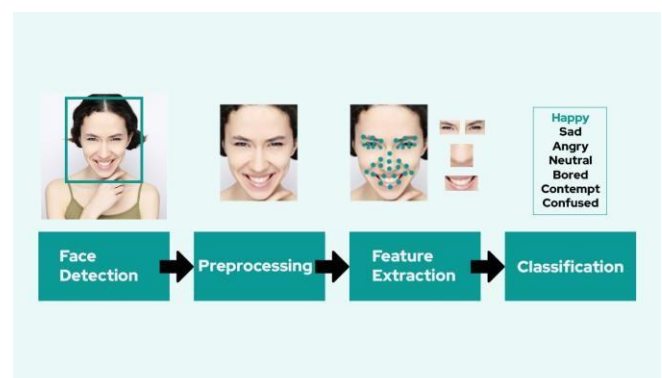 Happy
Sad
Angry
Neutral
Bored
Contempt
Confused
Face
Detection
Preprocessing
Feature
Extraction
Classification